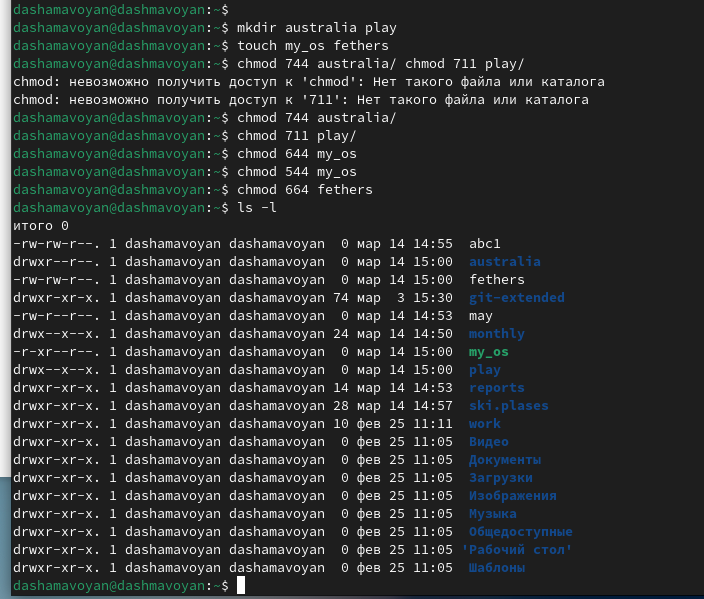 dashamavoyan@dashmavoyan:~$
dashamavoyan@dashmavoyan:~$ mkdir australia play
dashamavoyan@dashmavoyan:~$ touch my_os fethers
dashamavoyan@dashmavoyan:~$ chmod 744 australia/ chmod 711 play/
chmod: невозможно получить доступ к 'chmod': Нет такого файла или каталога
chmod: невозможно получить доступ к '711': Нет такого файла или каталога
dashamavoyan@dashmavoyan:~$ chmod 744 australia/
dashamavoyan@dashmavoyan:~$ chmod 711 play/
dashamavoyan@dashmavoyan:~$ chmod 644 my_os
dashamavoyan@dashmavoyan:~$ chmod 544 my_os
dashamavoyan@dashmavoyan:~$ chmod 664 fethers
dashamavoyan@dashmavoyan:~$ ls -l
итого 0
-rw-rw-r--. 1 dashamavoyan dashamavoyan  0 мар 14 14:55  abc1
drwxr--r--. 1 dashamavoyan dashamavoyan  0 мар 14 15:00  australia
-rw-rw-r--. 1 dashamavoyan dashamavoyan  0 мар 14 15:00  fethers
drwxr-xr-x. 1 dashamavoyan dashamavoyan 74 мар  3 15:30  git-extended
-rw-r--r--. 1 dashamavoyan dashamavoyan  0 мар 14 14:53  may
drwx--x--x. 1 dashamavoyan dashamavoyan 24 мар 14 14:50  monthly
-r-xr--r--. 1 dashamavoyan dashamavoyan  0 мар 14 15:00  my_os
drwx--x--x. 1 dashamavoyan dashamavoyan  0 мар 14 15:00  play
drwxr-xr-x. 1 dashamavoyan dashamavoyan 14 мар 14 14:53  reports
drwxr-xr-x. 1 dashamavoyan dashamavoyan 28 мар 14 14:57  ski.plases
drwxr-xr-x. 1 dashamavoyan dashamavoyan 10 фев 25 11:11  work
drwxr-xr-x. 1 dashamavoyan dashamavoyan  0 фев 25 11:05  Видео
drwxr-xr-x. 1 dashamavoyan dashamavoyan  0 фев 25 11:05  Документы
drwxr-xr-x. 1 dashamavoyan dashamavoyan  0 фев 25 11:05  Загрузки
drwxr-xr-x. 1 dashamavoyan dashamavoyan  0 фев 25 11:05  Изображения
drwxr-xr-x. 1 dashamavoyan dashamavoyan  0 фев 25 11:05  Музыка
drwxr-xr-x. 1 dashamavoyan dashamavoyan  0 фев 25 11:05  Общедоступные
drwxr-xr-x. 1 dashamavoyan dashamavoyan  0 фев 25 11:05 'Рабочий стол'
drwxr-xr-x. 1 dashamavoyan dashamavoyan  0 фев 25 11:05  Шаблоны
dashamavoyan@dashmavoyan:~$